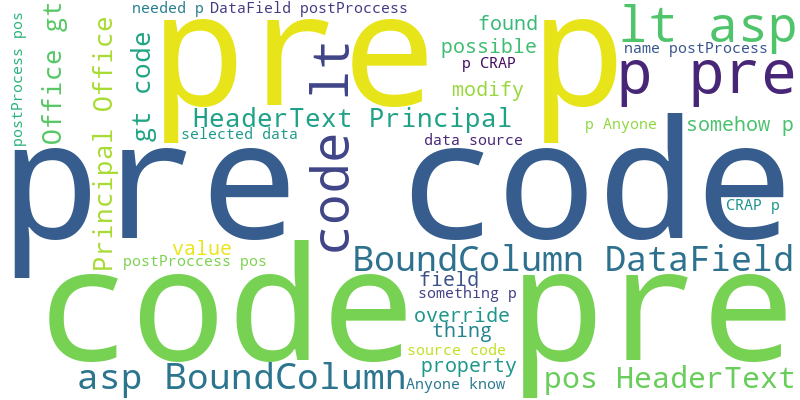 needed p
DataField postProccess
pre
p
lt asp
found
possible
name postProcess
p CRAP
p pre
modify
postProcess pos
Office gt
Principal Office
gt code
code lt
HeaderText Principal
p Anyone
somehow p
selected data
data source
pre code
CRAP p
value
postProccess pos
BoundColumn DataField
field
something p
code pre
override
thing
source code
property
asp BoundColumn
Anyone know
pos HeaderText